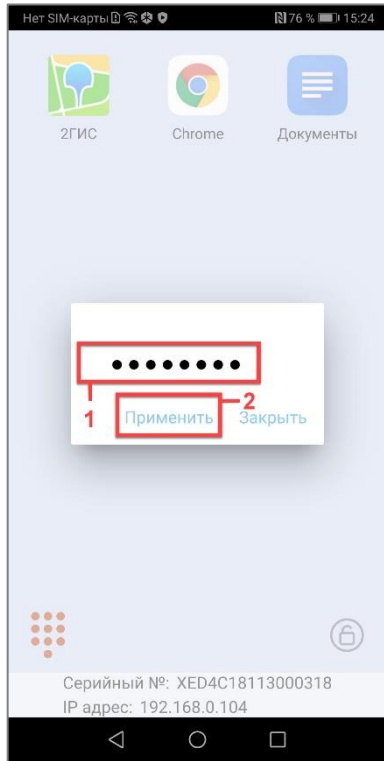 Нет SIM-карты 76 % 15:24
2ГИС Chrome Документы
••••••••
1 2
Применить Закрыть
Серийный №: XED4C18113000318
IP адрес: 192.168.0.104